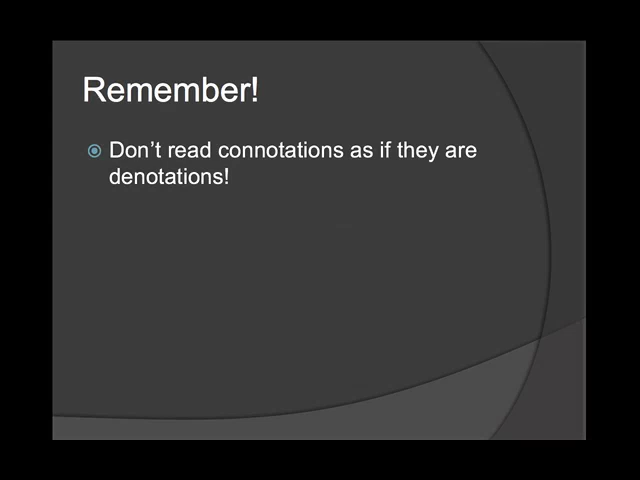 Remember!
Don’t read connotations as if they are
denotations!